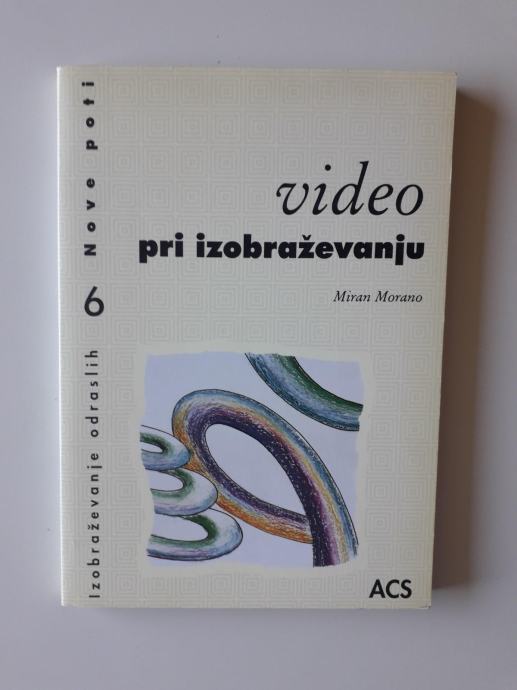 video
pri izobraževanju
Miran Morano
Izobraževanje odraslih 6 Nove poti
ACS